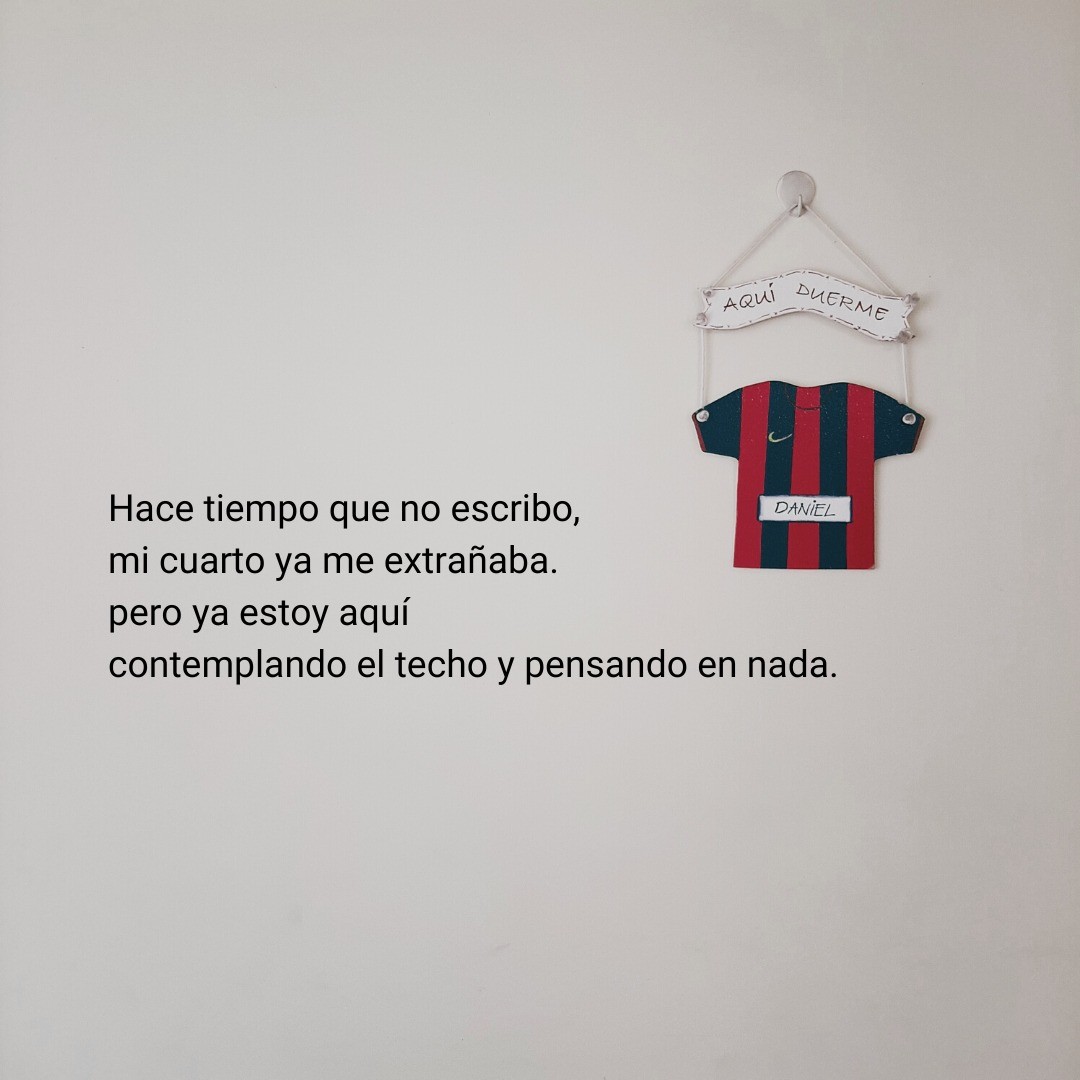 AQUÍ DUERME
DANIEL
Hace tiempo que no escribo,
mi cuarto ya me extrañaba.
pero ya estoy aquí
contemplando el techo y pensando en nada.